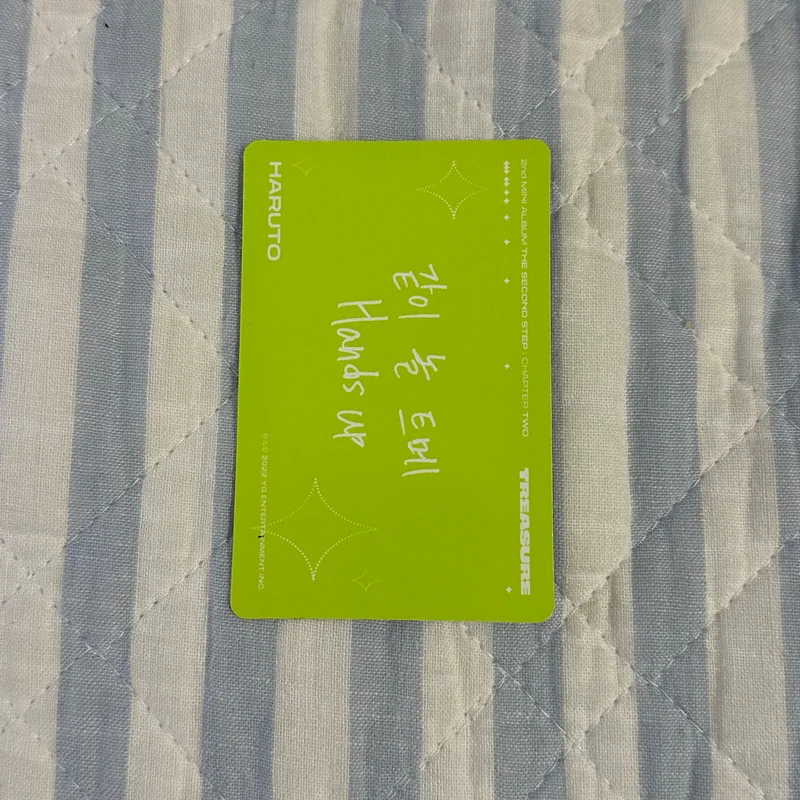 2nd MINI ALBUM THE SECOND STEP : CHAPTER TWO
TREASURE
같이 놀 트메
Hands up
HARUTO
℗&© 2022 YG ENTERTAINMENT INC.